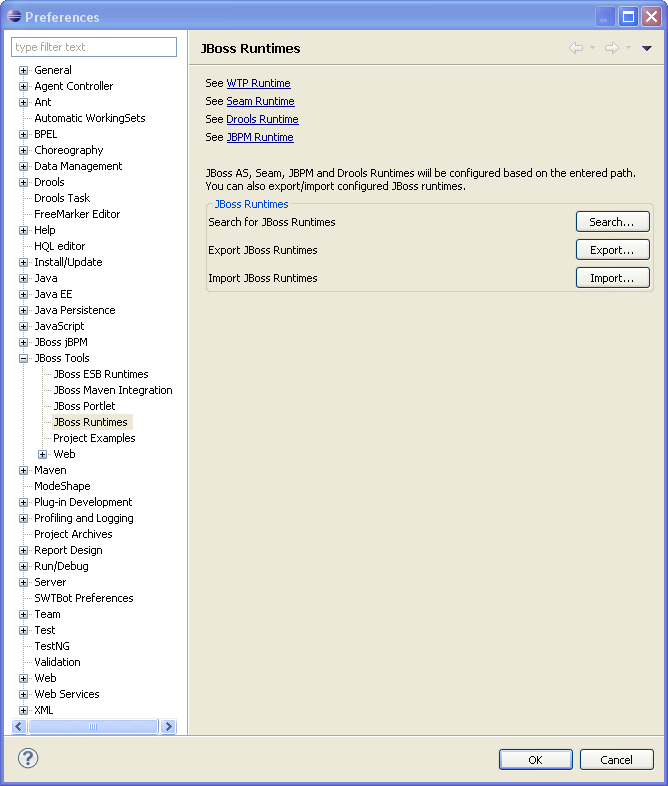 Preferences
type filter text
General
Agent Controller
Ant
Automatic WorkingSets
BPEL
Choreography
Data Management
Drools
Drools Task
FreeMarker Editor
Help
HQL editor
Install/Update
Java
Java EE
Java Persistence
JavaScript
JBoss jBPM
JBoss Tools
JBoss ESB Runtimes
JBoss Maven Integration
JBoss Portlet
JBoss Runtimes
Project Examples
Web
Maven
ModeShape
Plug-in Development
Profiling and Logging
Project Archives
Report Design
Run/Debug
Server
SWTBot Preferences
Team
Test
TestNG
Validation
Web
Web Services
XML
JBoss Runtimes
See WTP Runtime
See Seam Runtime
See Drools Runtime
See JBPM Runtime
JBoss AS, Seam, JBPM and Drools Runtimes wiil be configured based on the entered path.
You can also export/import configured JBoss runtimes.
JBoss Runtimes
Search for JBoss Runtimes Search...
Export JBoss Runtimes Export...
Import JBoss Runtimes Import...
? OK Cancel